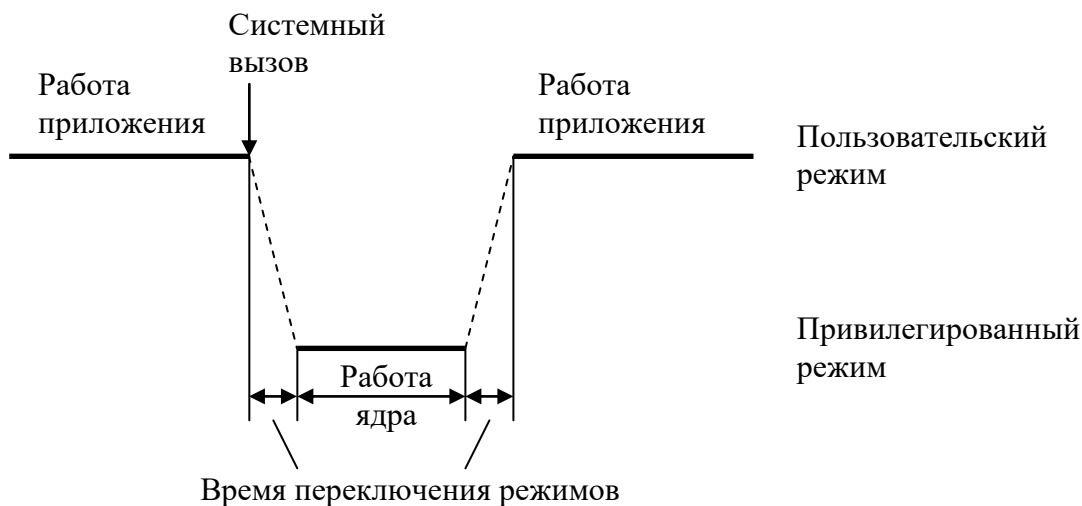 Системный
вызов
Работа
приложения
Работа
приложения
Пользовательский
режим
Привилегированный
режим
Работа
ядра
Время переключения режимов